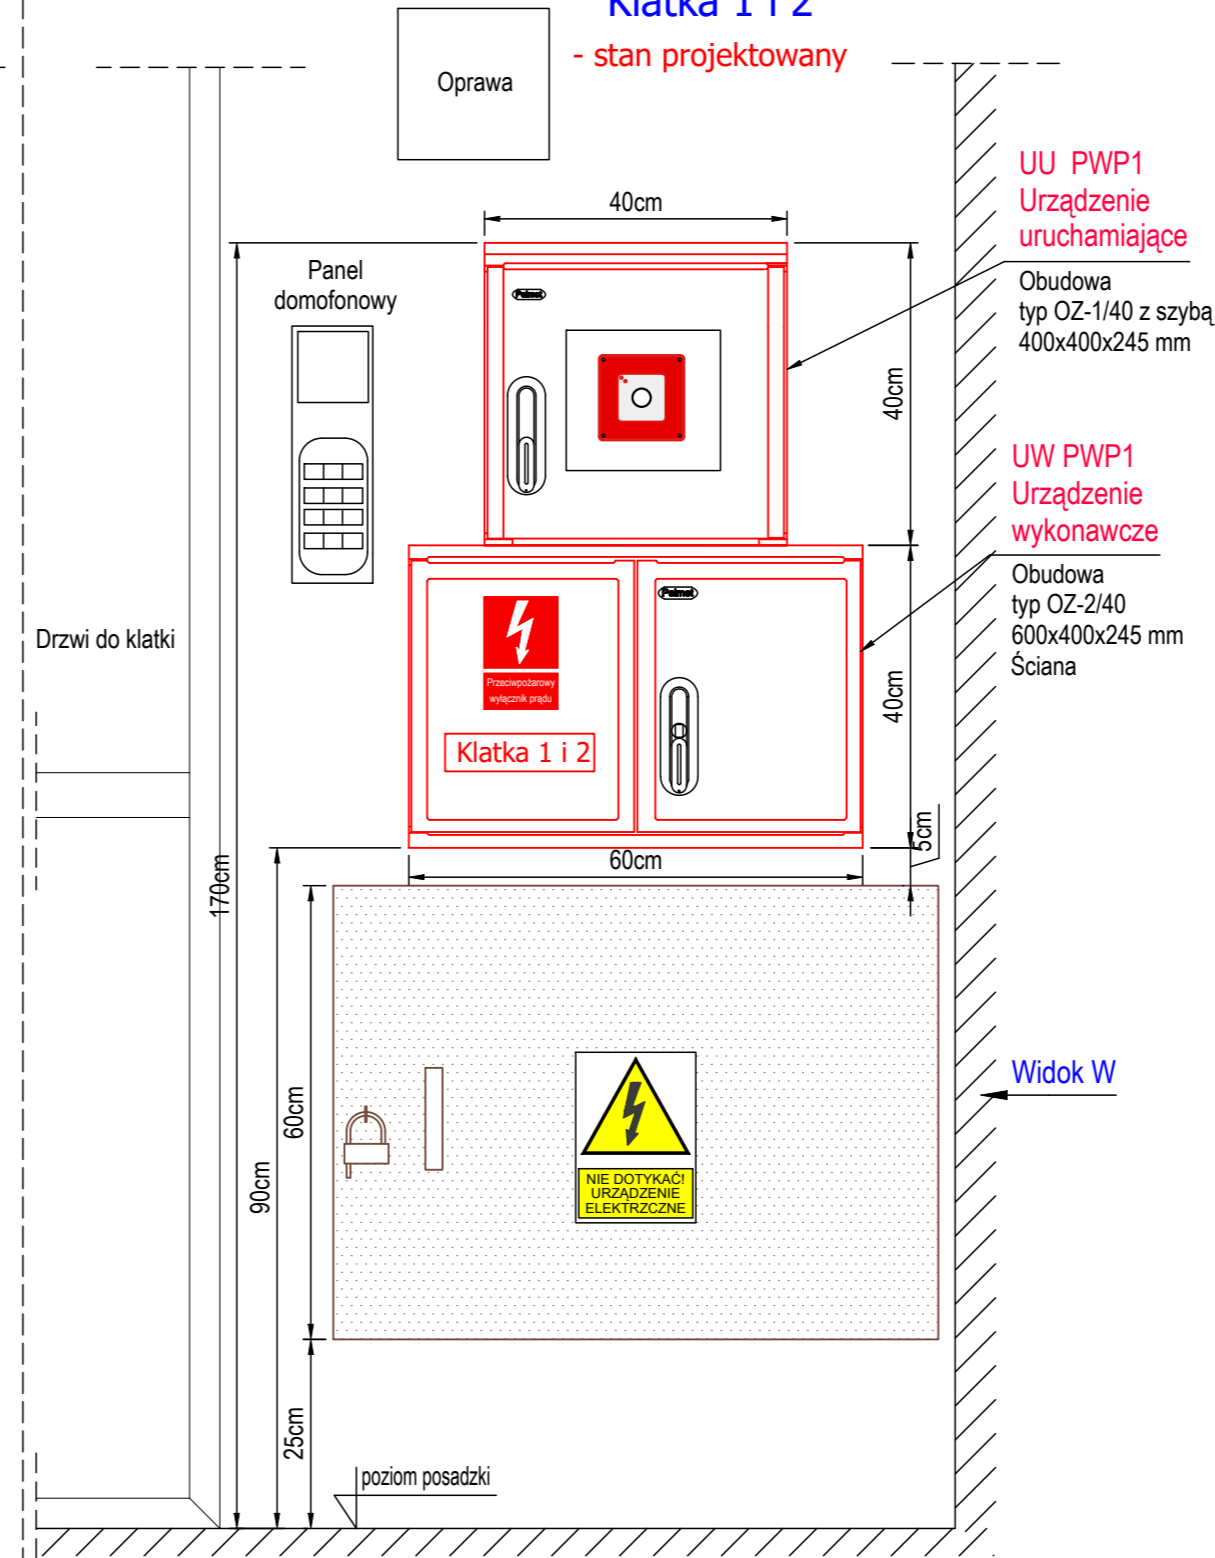 Klatka 1 i 2
- stan projektowany
Oprawa
UU PWP1
Urządzenie
uruchamiające
Obudowa
typ OZ-1/40 z szybą
400x400x245 mm
40cm
Panel
domofonowy
Polmet
40cm
UW PWP1
Urządzenie
wykonawcze
Obudowa
typ OZ-2/40
600x400x245 mm
Ściana
Polmet
Drzwi do klatki
Przeciwpożarowy
wyłącznik prądu
Klatka 1 i 2
40cm
5cm
60cm
170cm
Widok W
60cm
90cm
NIE DOTYKAĆ!
URZĄDZENIE
ELEKTRZCZNE
25cm
poziom posadzki